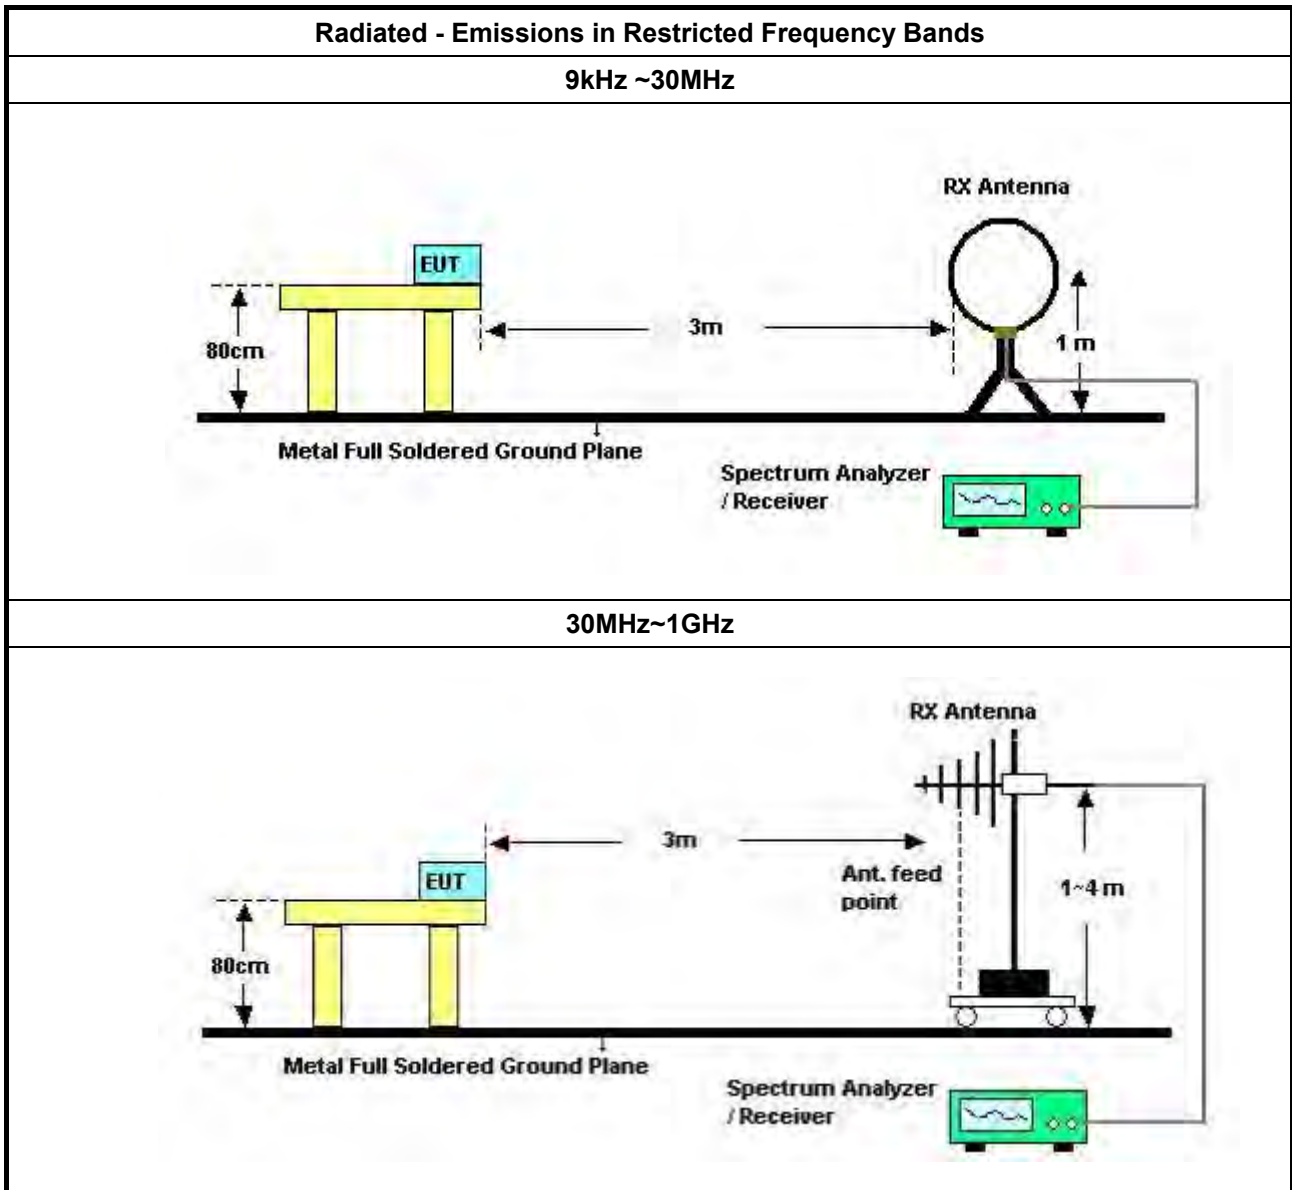 Radiated - Emissions in Restricted Frequency Bands
9kHz ~30MHz
RX Antenna
EUT
3m
80cm
1 m
Metal Full Soldered Ground Plane
Spectrum Analyzer
/ Receiver
30MHz~1GHz
RX Antenna
3m
EUT
Ant. feed
point
1~4 m
80cm
Metal Full Soldered Ground Plane
Spectrum Analyzer
/ Receiver